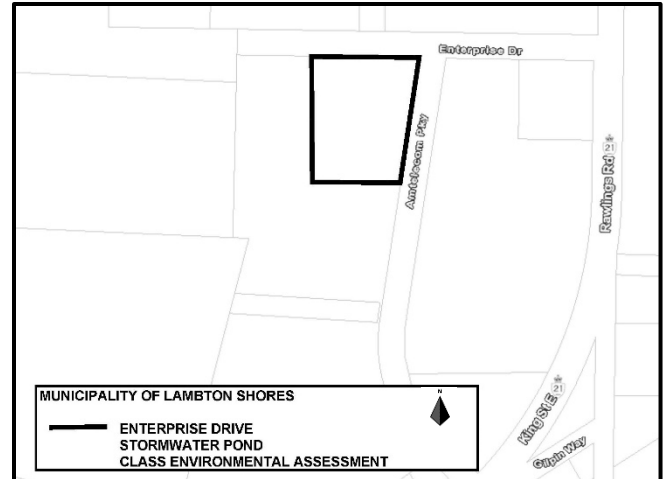 Enterprise Dr
Amtelecom Pky
21
Rawlings Rd
21
King St E
Gilpin Way
MUNICIPALITY OF LAMBTON SHORES
N
ENTERPRISE DRIVE
STORMWATER POND
CLASS ENVIRONMENTAL ASSESSMENT